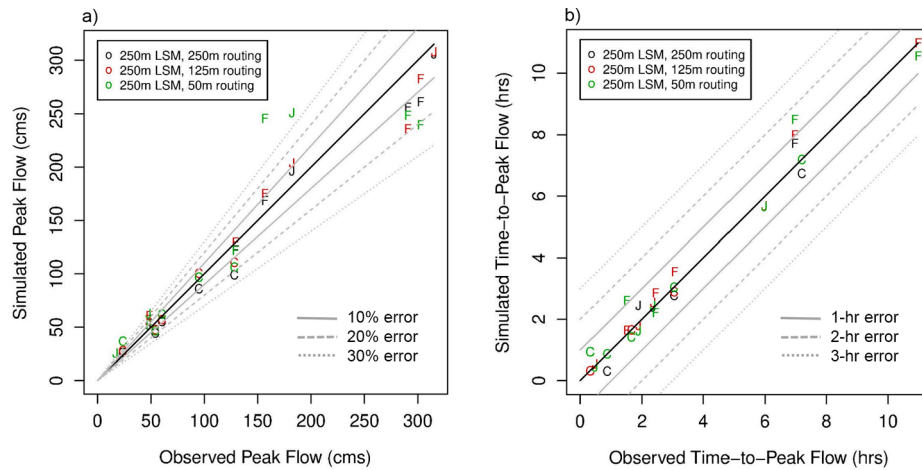 a)
O 250m LSM, 250m routing
O 250m LSM, 125m routing
O 250m LSM, 50m routing
Simulated Peak Flow (cms)
0 50 100 150 200 250 300
10% error
20% error
30% error
0 50 100 150 200 250 300
Observed Peak Flow (cms)
b)
O 250m LSM, 250m routing
O 250m LSM, 125m routing
O 250m LSM, 50m routing
Simulated Time-to-Peak Flow (hrs)
0 2 4 6 8 10
1-hr error
2-hr error
3-hr error
0 2 4 6 8 10
Observed Time-to-Peak Flow (hrs)